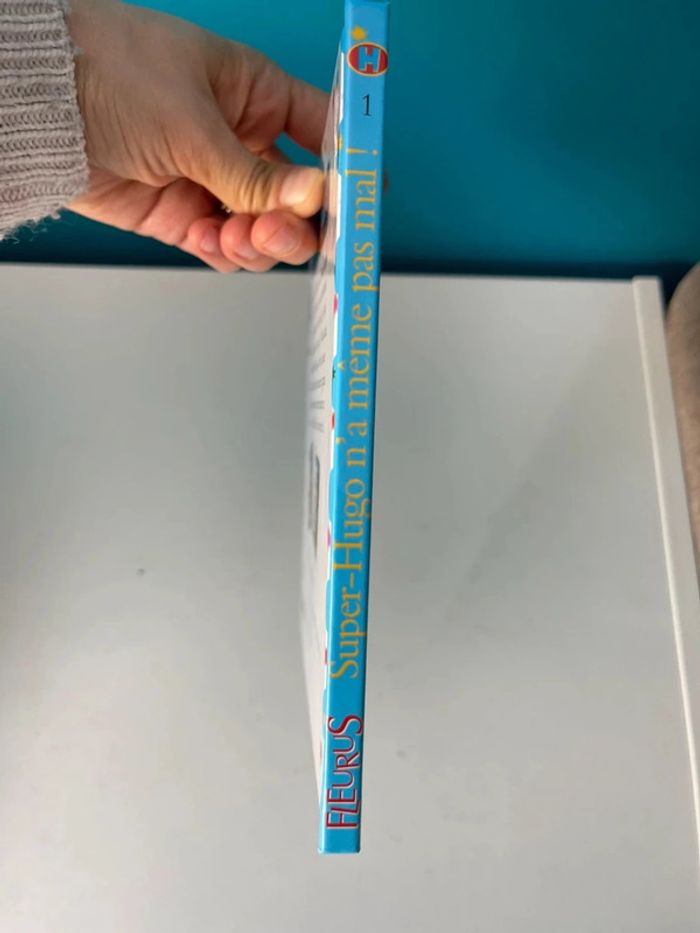 H
1
Super-Hugo n'a même pas mal !
FLEURUS